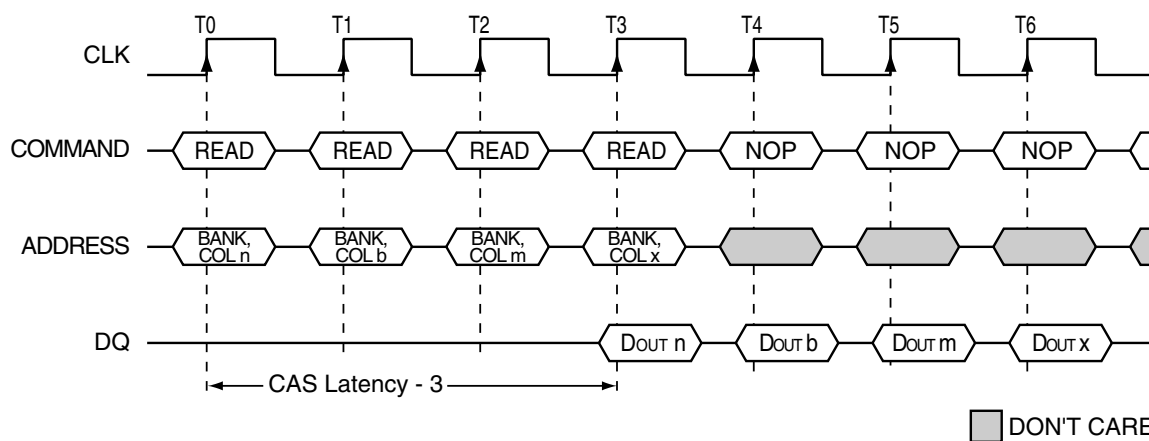 T0 T1 T2 T3 T4 T5 T6
CLK
COMMAND READ READ READ READ NOP NOP NOP
ADDRESS BANK, COL n BANK, COL b BANK, COL m BANK, COL x
DQ DOUT n DOUT b DOUT m DOUT x
CAS Latency - 3
DON'T CARE